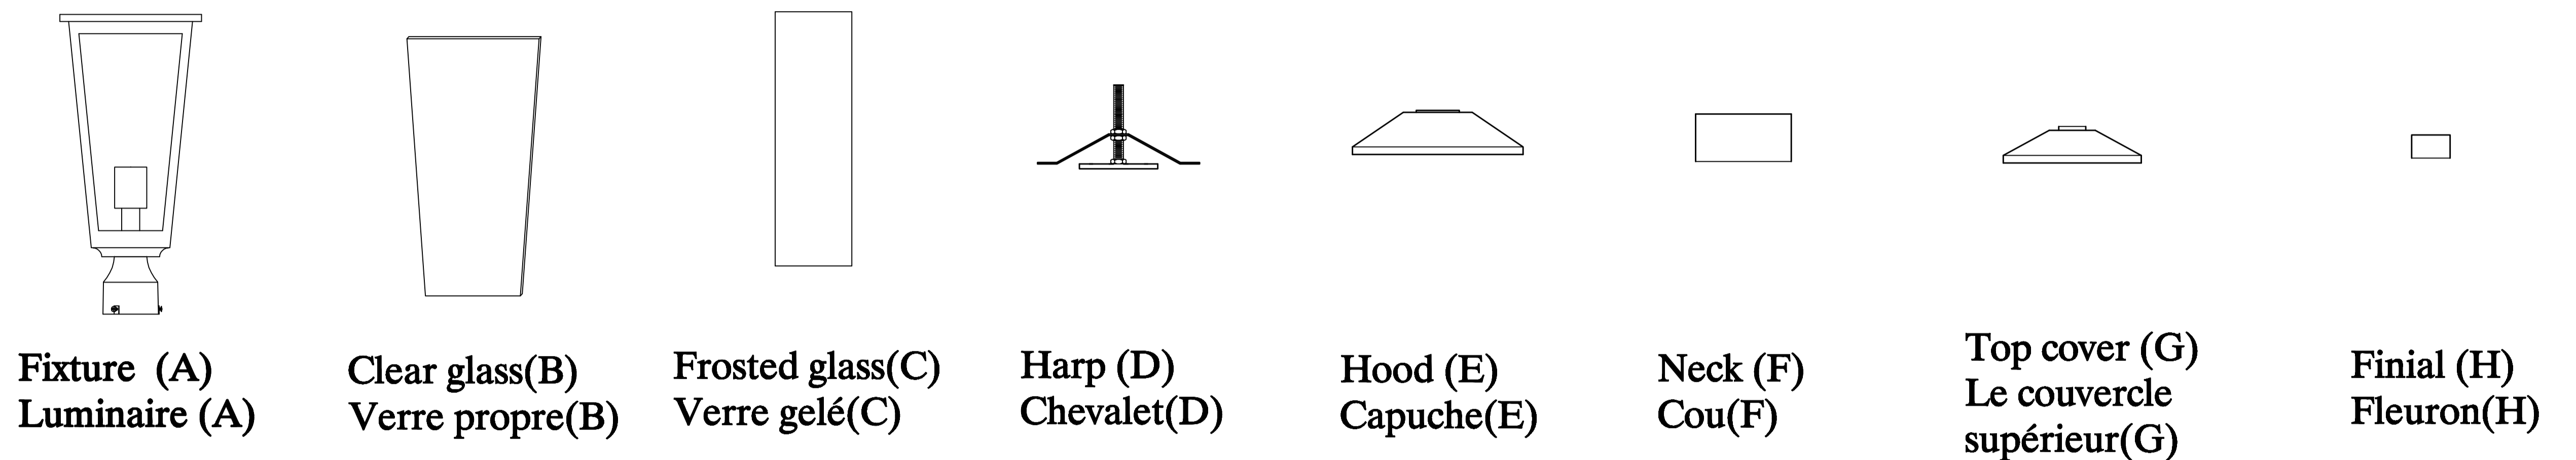 Fixture (A)
Luminaire (A)
Clear glass(B)
Verre propre(B)
Frosted glass(C)
Verre gelé(C)
Harp (D)
Chevalet(D)
Hood (E)
Capuche(E)
Neck (F)
Cou(F)
Top cover (G)
Le couvercle
supérieur(G)
Finial (H)
Fleuron(H)